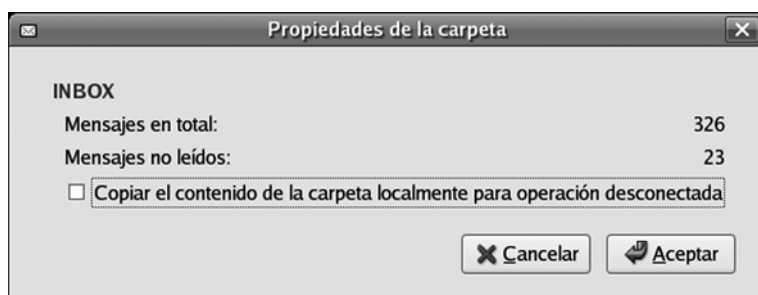 Propiedades de la carpeta
INBOX
Mensajes en total: 326
Mensajes no leídos: 23
Copiar el contenido de la carpeta localmente para operación desconectada
Cancelar Aceptar